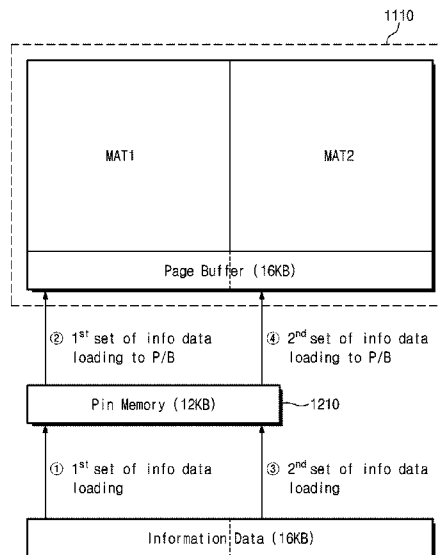 1110
MAT1
MAT2
Page Buffer (16KB)
② 1st set of info data
loading to P/B
④ 2nd set of info data
loading to P/B
Pin Memory (12KB)
1210
① 1st set of info data
loading
③ 2nd set of info data
loading
Information Data (16KB)